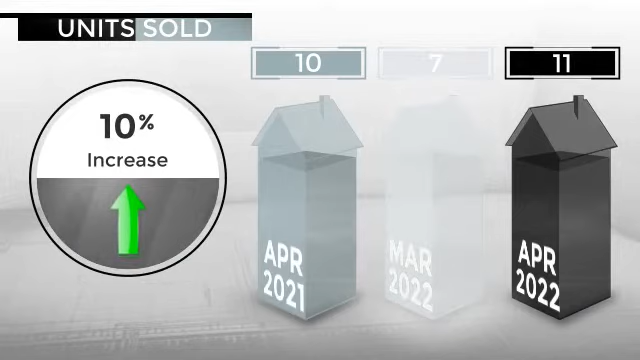 UNITS SOLD
10
7
11
10%
Increase
APR
2021
MAR
2022
APR
2022